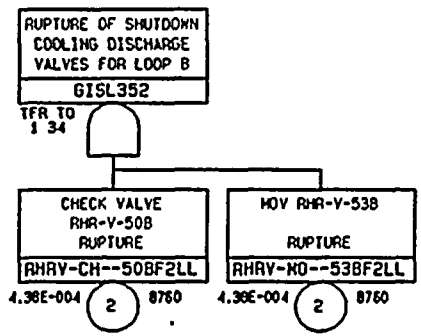 RUPTURE OF SHUTDOWN
COOLING DISCHARGE
VALVES FOR LOOP B
GISL352
TFR TO
1 34
CHECK VALVE
RHR-V-50B
RUPTURE
RHRV-CH--50BF2LL
4.38E-004 2 8760
MOV RHR-V-53B
RUPTURE
RHRV-MO--53BF2LL
4.38E-004 2 8760